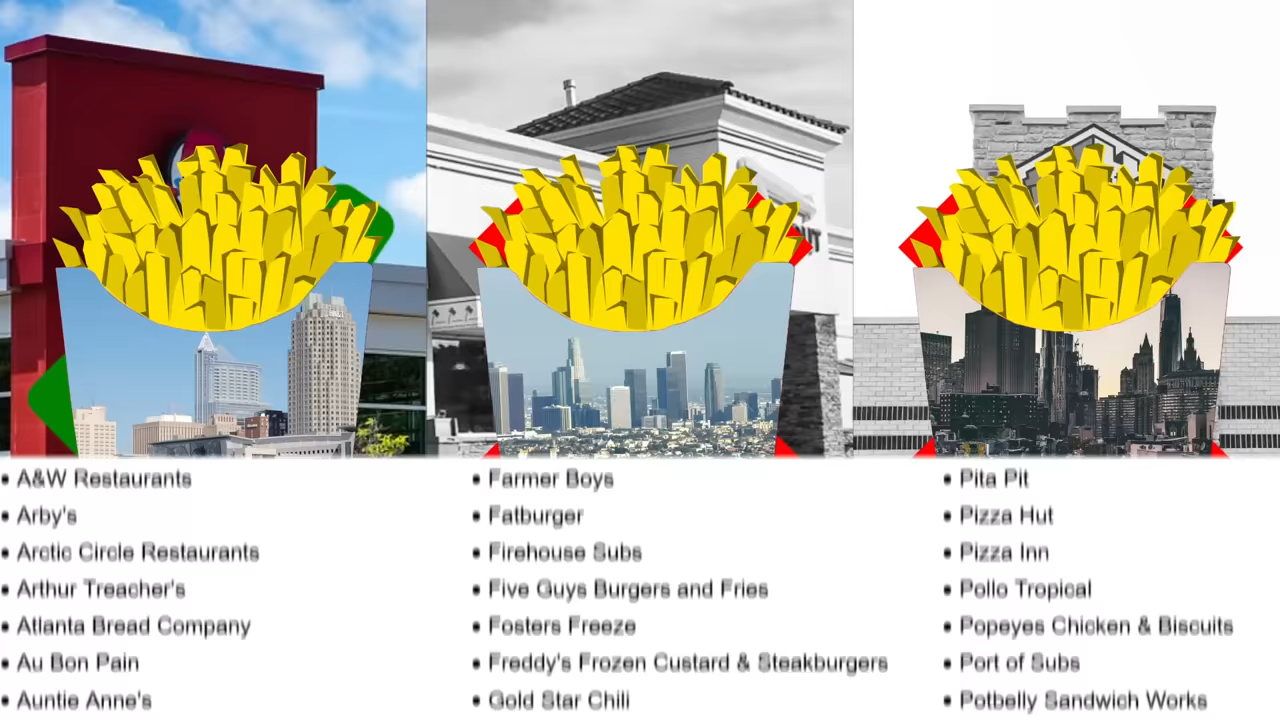 A&W Restaurants
Arby's
Arctic Circle Restaurants
Arthur Treacher's
Atlanta Bread Company
Au Bon Pain
Auntie Anne's
Farmer Boys
Fatburger
Firehouse Subs
Five Guys Burgers and Fries
Fosters Freeze
Freddy's Frozen Custard & Steakburgers
Gold Star Chili
Pita Pit
Pizza Hut
Pizza Inn
Pollo Tropical
Popeyes Chicken & Biscuits
Port of Subs
Potbelly Sandwich Works